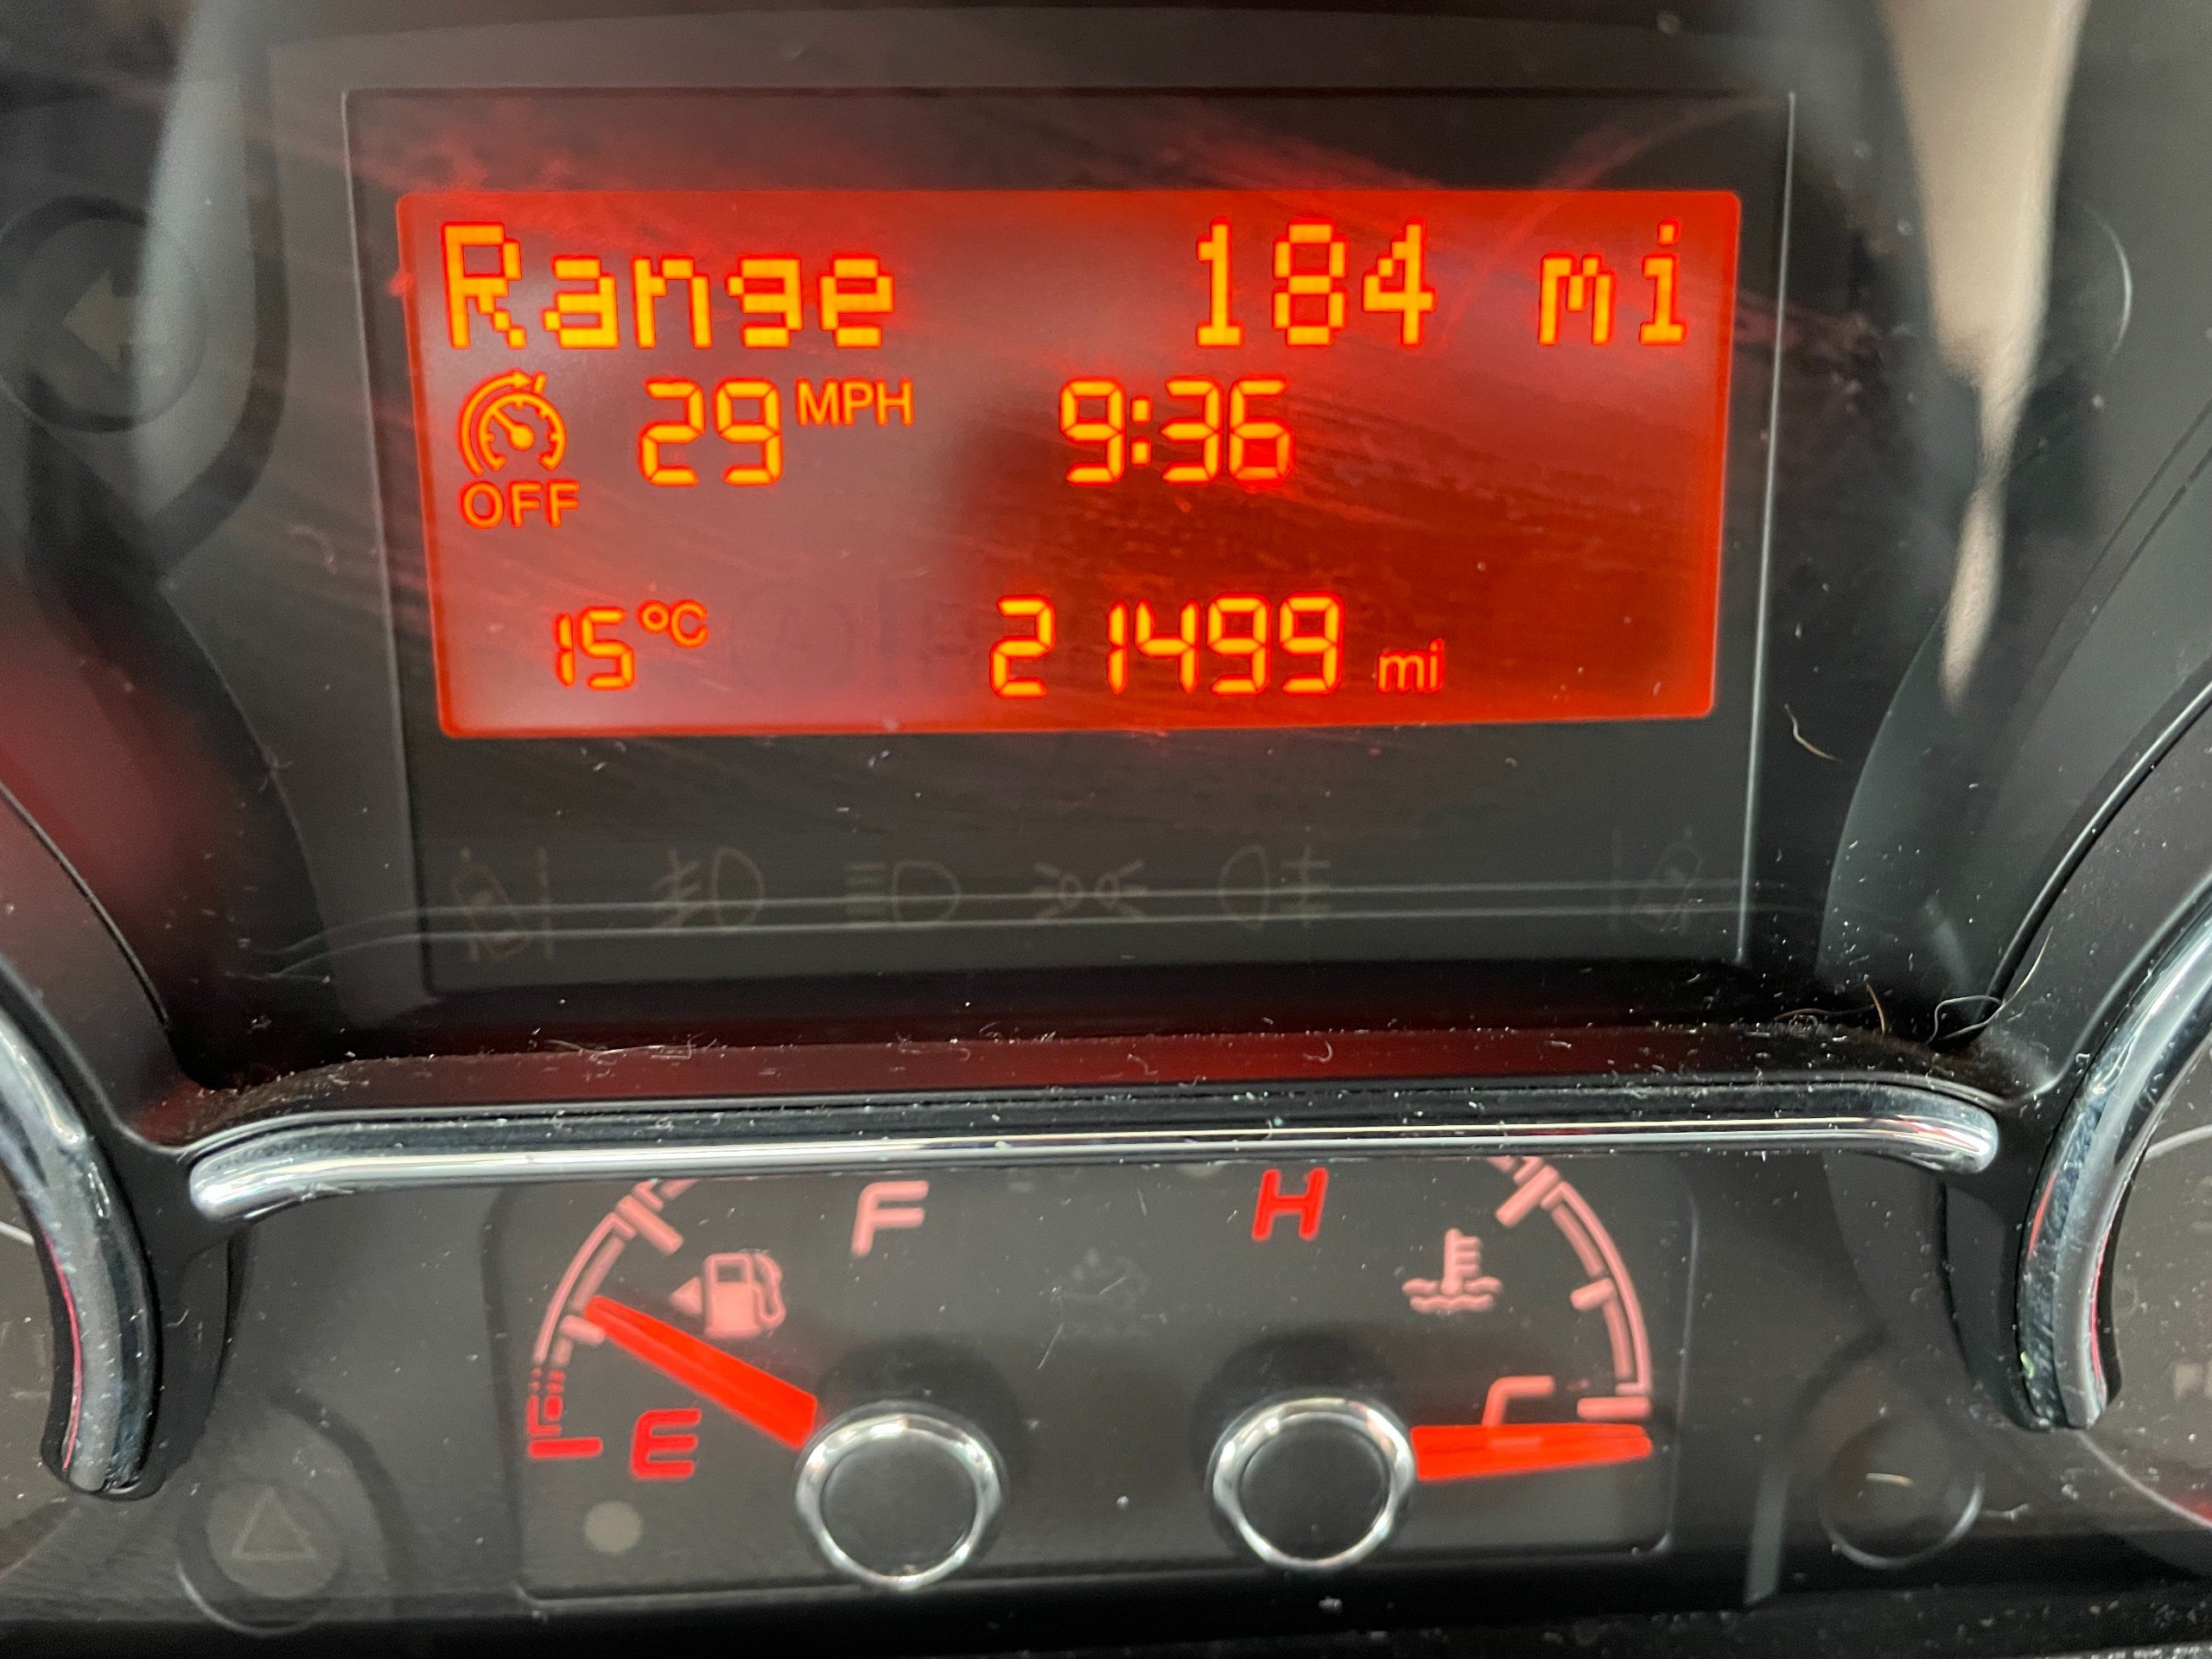 Range 184 mi
29 MPH 9:36
OFF
15 °C 21499 mi
F H
E C